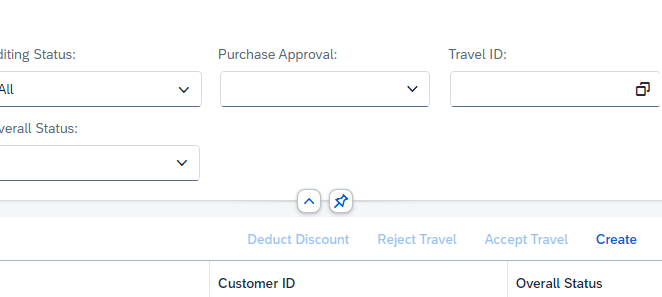 diting Status: Purchase Approval: Travel ID:
All
verall Status:
Deduct Discount Reject Travel Accept Travel Create
Customer ID Overall Status